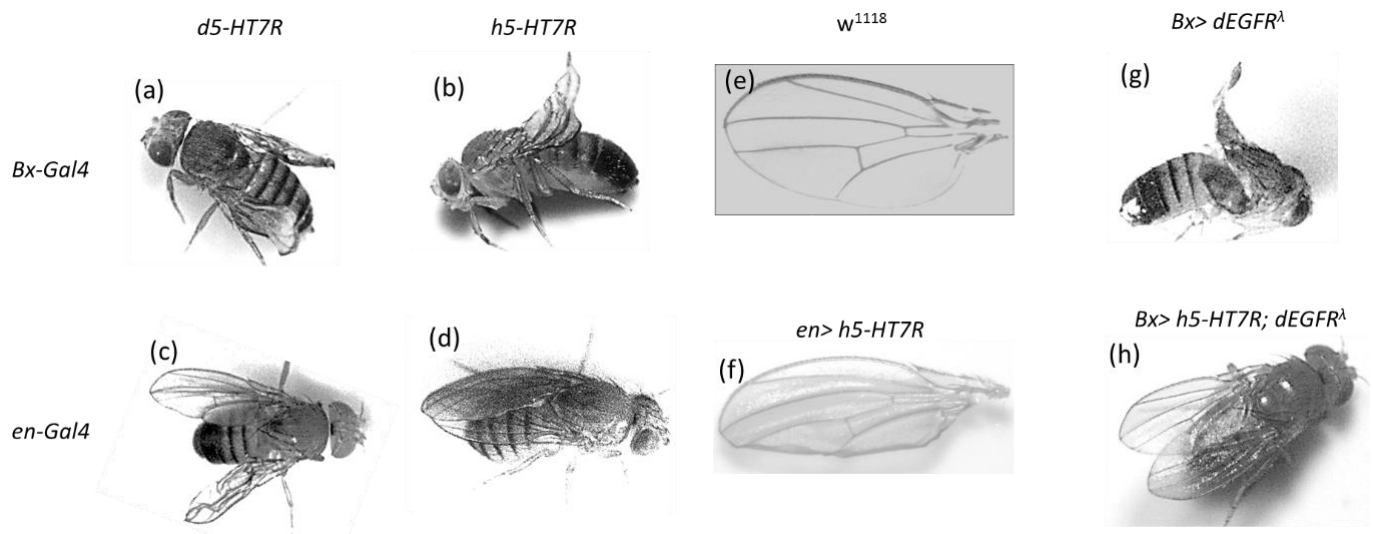 d5-HT7R
h5-HT7R
w1118
Bx> dEGFRλ
(a)
(b)
(e)
(g)
Bx-Gal4
en> h5-HT7R
Bx> h5-HT7R; dEGFRλ
(c)
(d)
(f)
(h)
en-Gal4